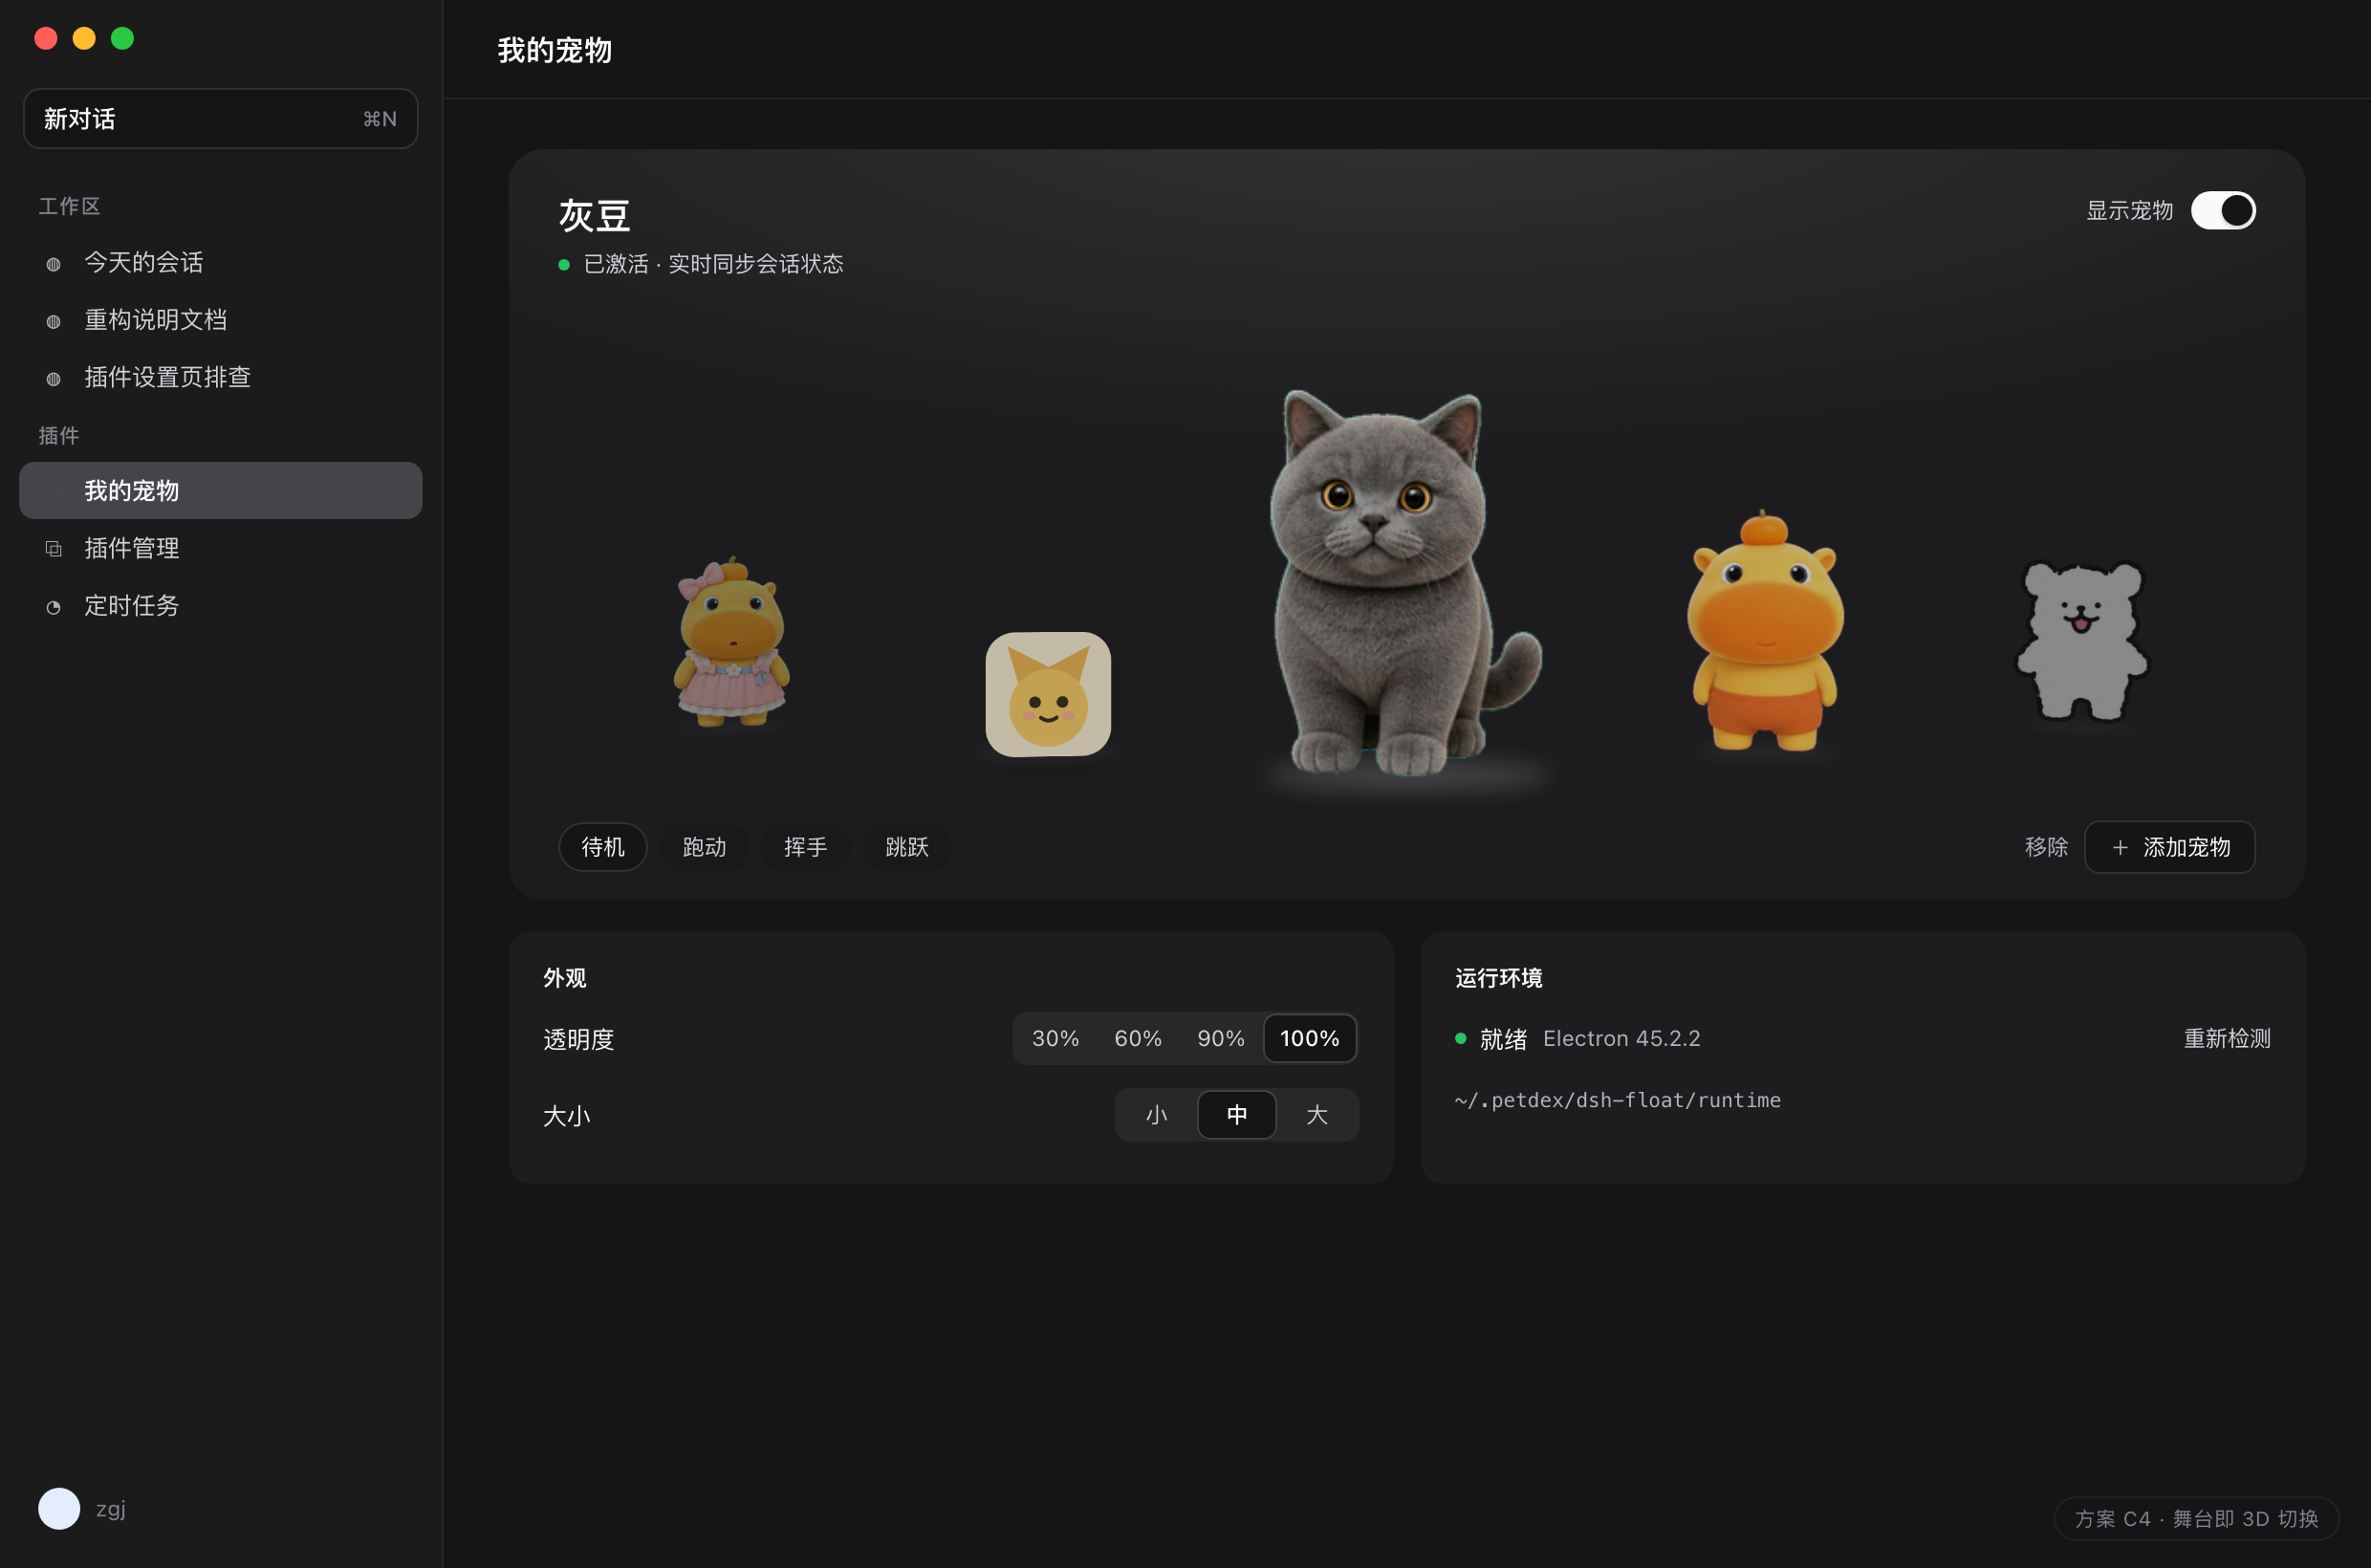 新对话 ⌘N
工作区
今天的会话
重构说明文档
插件设置页排查
插件
我的宠物
插件管理
定时任务
zgj
我的宠物
灰豆
显示宠物
已激活 · 实时同步会话状态
待机 跑动 挥手 跳跃
移除 + 添加宠物
外观
透明度 30% 60% 90% 100%
大小 小 中 大
运行环境
就绪 Electron 45.2.2 重新检测
~/.petdex/dsh-float/runtime
方案 C4 · 舞台即 3D 切换